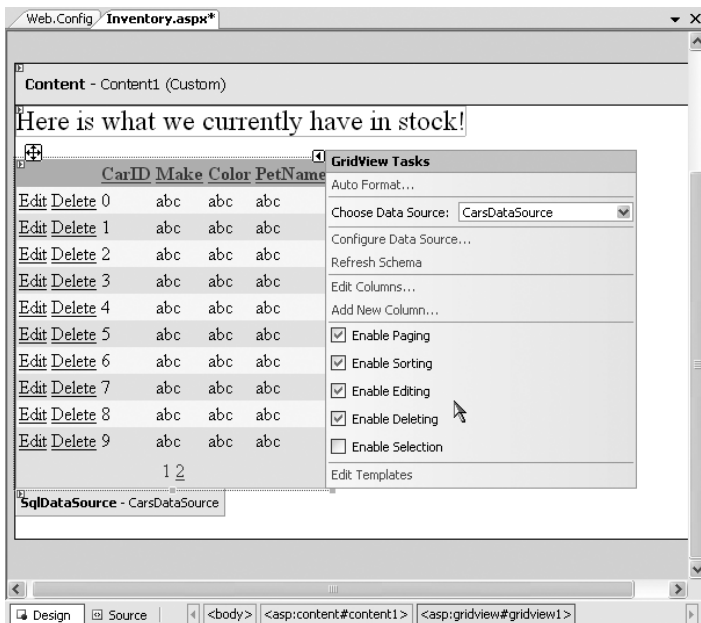 Web.Config Inventory.aspx*
Content - Content1 (Custom)
Here is what we currently have in stock!
CarID Make Color PetName
Edit Delete 0 abc abc abc
Edit Delete 1 abc abc abc
Edit Delete 2 abc abc abc
Edit Delete 3 abc abc abc
Edit Delete 4 abc abc abc
Edit Delete 5 abc abc abc
Edit Delete 6 abc abc abc
Edit Delete 7 abc abc abc
Edit Delete 8 abc abc abc
Edit Delete 9 abc abc abc
1 2
SqlDataSource - CarsDataSource
GridView Tasks
Auto Format...
Choose Data Source: CarsDataSource
Configure Data Source...
Refresh Schema
Edit Columns...
Add New Column...
Enable Paging
Enable Sorting
Enable Editing
Enable Deleting
Enable Selection
Edit Templates
Design Source <body> <asp:content#content1> <asp:gridview#gridview1>